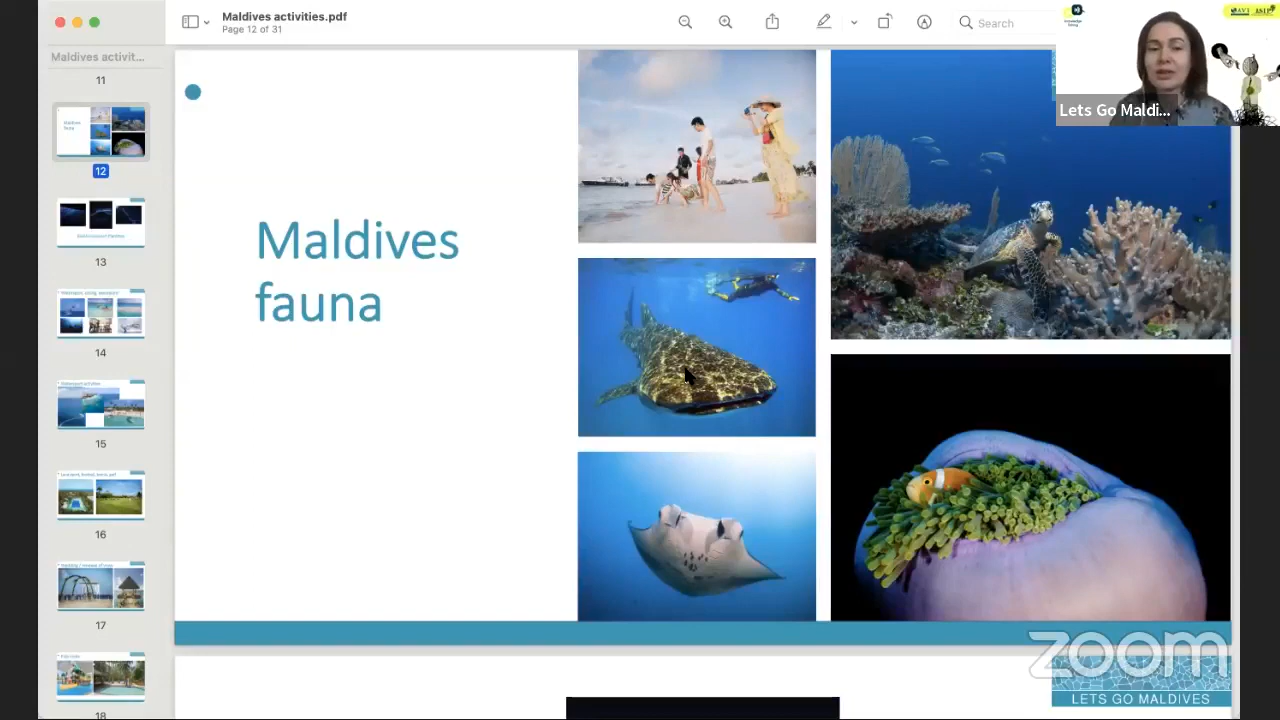 Maldives activities.pdf
Page 12 of 31
Search
Maldives activit...
11
12
13
14
15
16
17
18
Maldives
fauna
Lets Go Maldi...
zoom
LETS GO MALDIVES